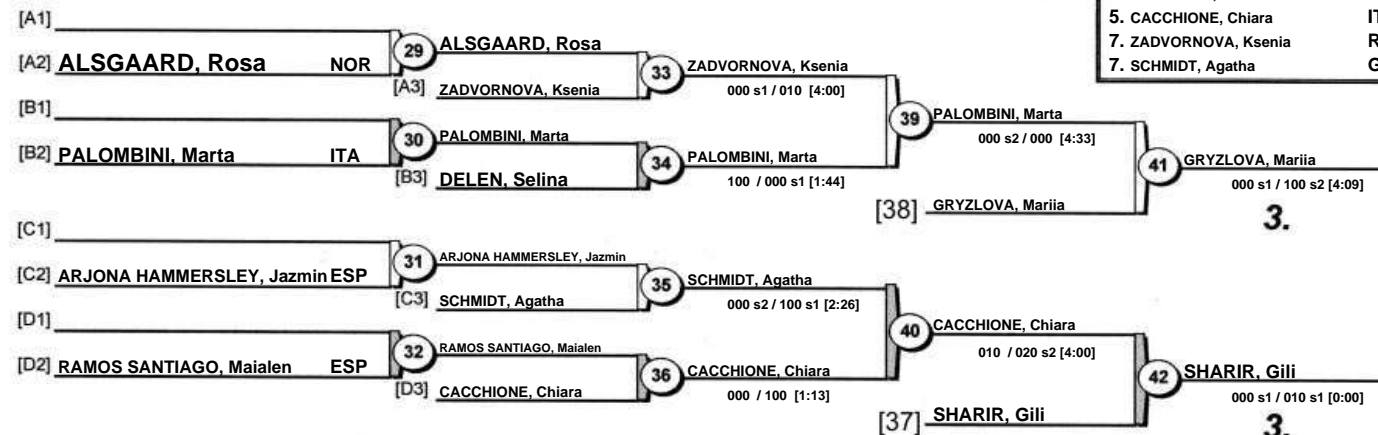 5. CACCHIONE, Chiara
7. ZADVORNOVA, Ksenia
7. SCHMIDT, Agatha
[A1]
[A2] ALSGAARD, Rosa NOR
29
ALSGAARD, Rosa
[A3] ZADVORNOVA, Ksenia
33
ZADVORNOVA, Ksenia
000 s1 / 010 [4:00]
[B1]
[B2] PALOMBINI, Marta ITA
30
PALOMBINI, Marta
[B3] DELEN, Selina
34
PALOMBINI, Marta
100 / 000 s1 [1:44]
39
PALOMBINI, Marta
000 s2 / 000 [4:33]
[38] GRYZLOVA, Mariia
41
GRYZLOVA, Mariia
000 s1 / 100 s2 [4:09]
3.
[C1]
[C2] ARJONA HAMMERSLEY, Jazmin ESP
31
ARJONA HAMMERSLEY, Jazmin
[C3] SCHMIDT, Agatha
35
SCHMIDT, Agatha
000 s2 / 100 s1 [2:26]
[D1]
[D2] RAMOS SANTIAGO, Maialen ESP
32
RAMOS SANTIAGO, Maialen
[D3] CACCHIONE, Chiara
36
CACCHIONE, Chiara
000 / 100 [1:13]
40
CACCHIONE, Chiara
010 / 020 s2 [4:00]
[37] SHARIR, Gili
42
SHARIR, Gili
000 s1 / 010 s1 [0:00]
3.